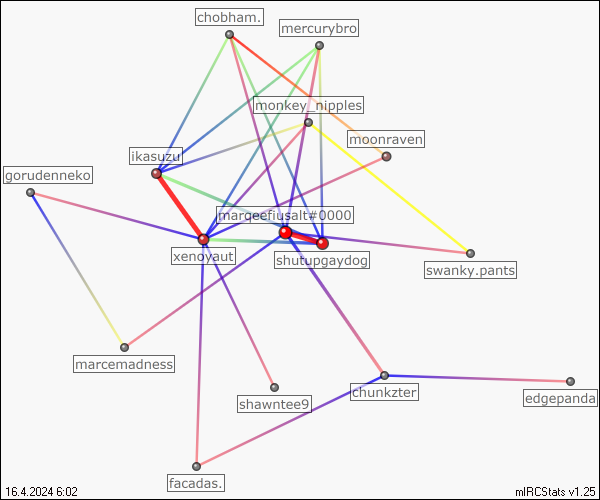 chobham.
mercurybro
monkey_nipples
moonraven
ikasuzu
gorudenneko
marceefiusalt#0000
xenoyaut
shutupgaydog
swanky.pants
marcemadness
chunkzter
edgepanda
shawntee9
facadas.
16.4.2024 6:02
mIRCStats v1.25